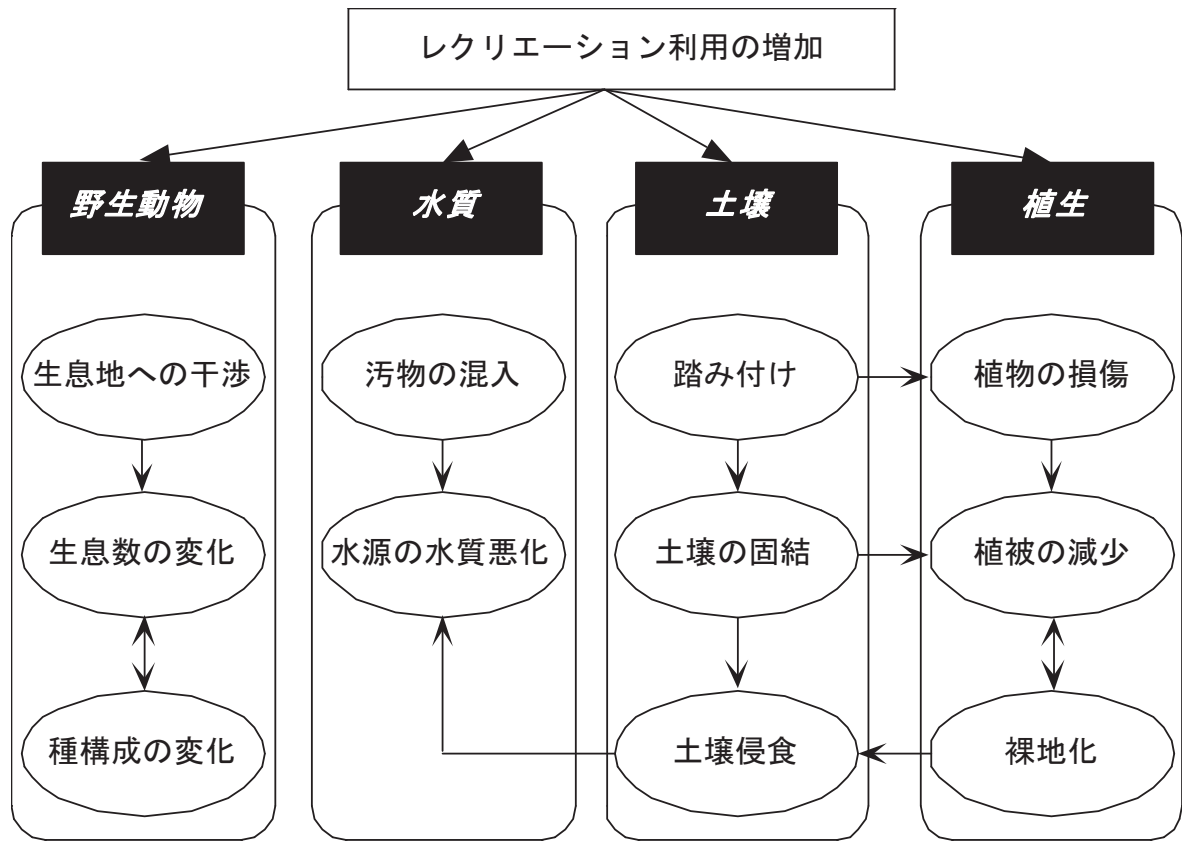 レクリエーション利用の増加
野生動物
水質
土壌
植生
生息地への干渉
汚物の混入
踏み付け
植物の損傷
生息数の変化
水源の水質悪化
土壌の固結
植被の減少
種構成の変化
土壌侵食
裸地化